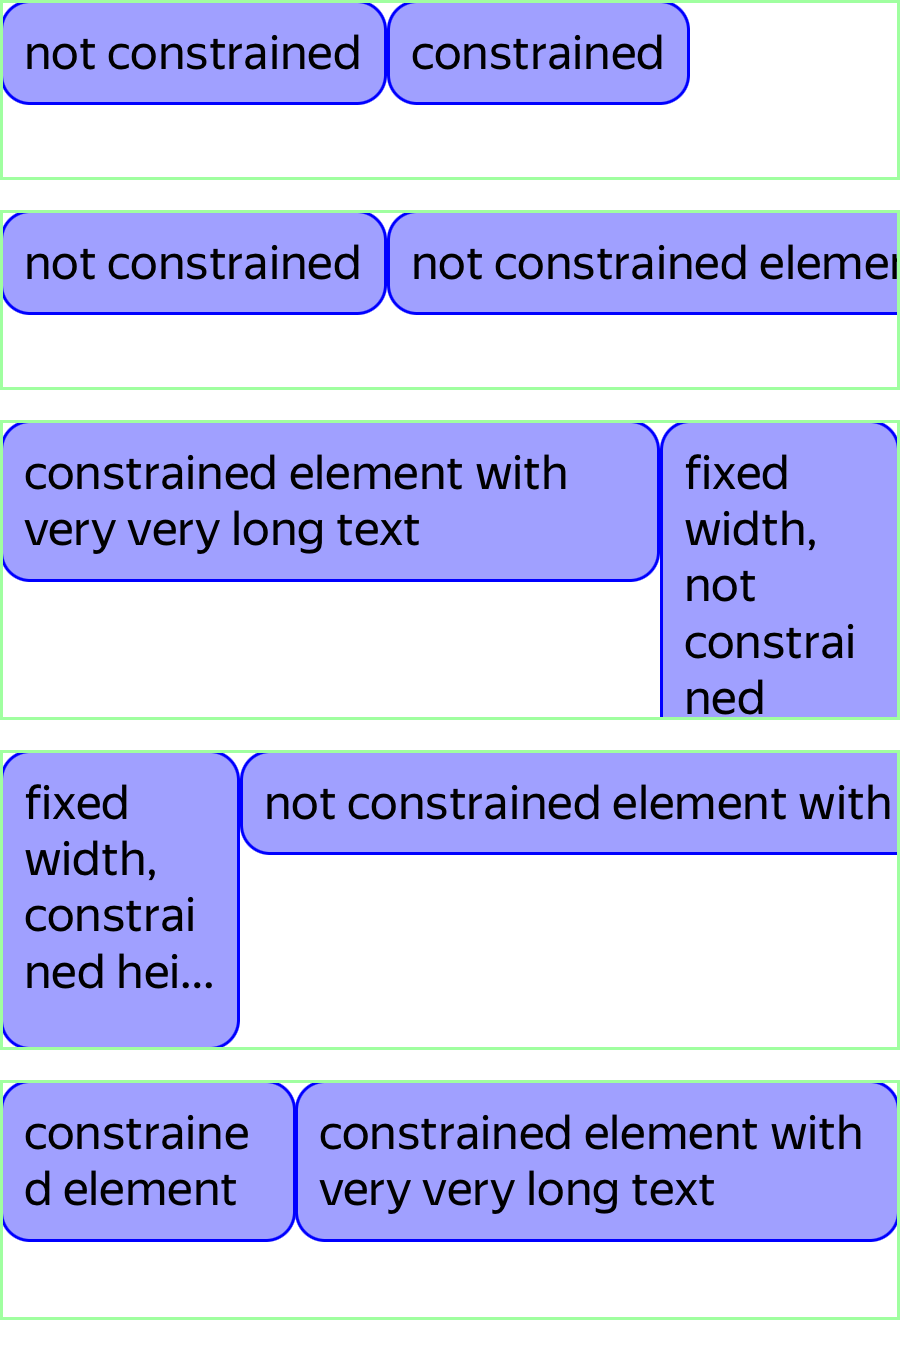 not constrained
constrained
not constrained
not constrained
constrained element with
very very long text
fixed
width,
not
constrai
ned
fixed
width,
constrai
ned hei...
not constrained element with
constraine
d element
constrained element with
very very long text